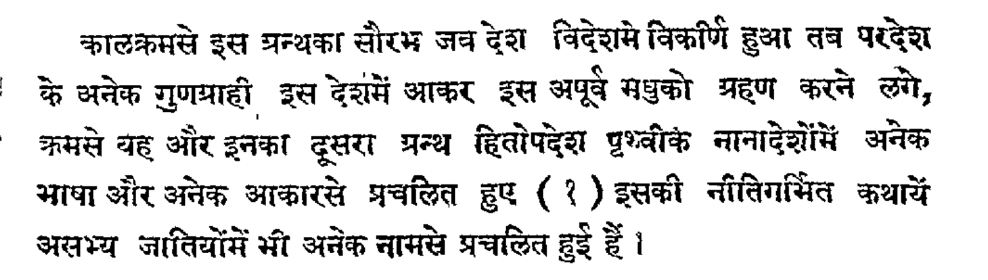 कालक्रमसे इस ग्रन्थका सौरभ जब देश विदेशमे विकीर्ण हुआ तब परदेश
के अनेक गुणग्राही इस देशमें आकर इस अपूर्व मधुको ग्रहण करने लगे,
क्रमसे यह और इनका दूसरा ग्रन्थ हितोपदेश पृथ्वीके नानादेशोंमें अनेक
भाषा और अनेक आकारसे प्रचलित हुए ( १ ) इसकी नीतिगर्भित कथायें
असभ्य जातियोंमें भी अनेक नामसे प्रचलित हुई हैं ।